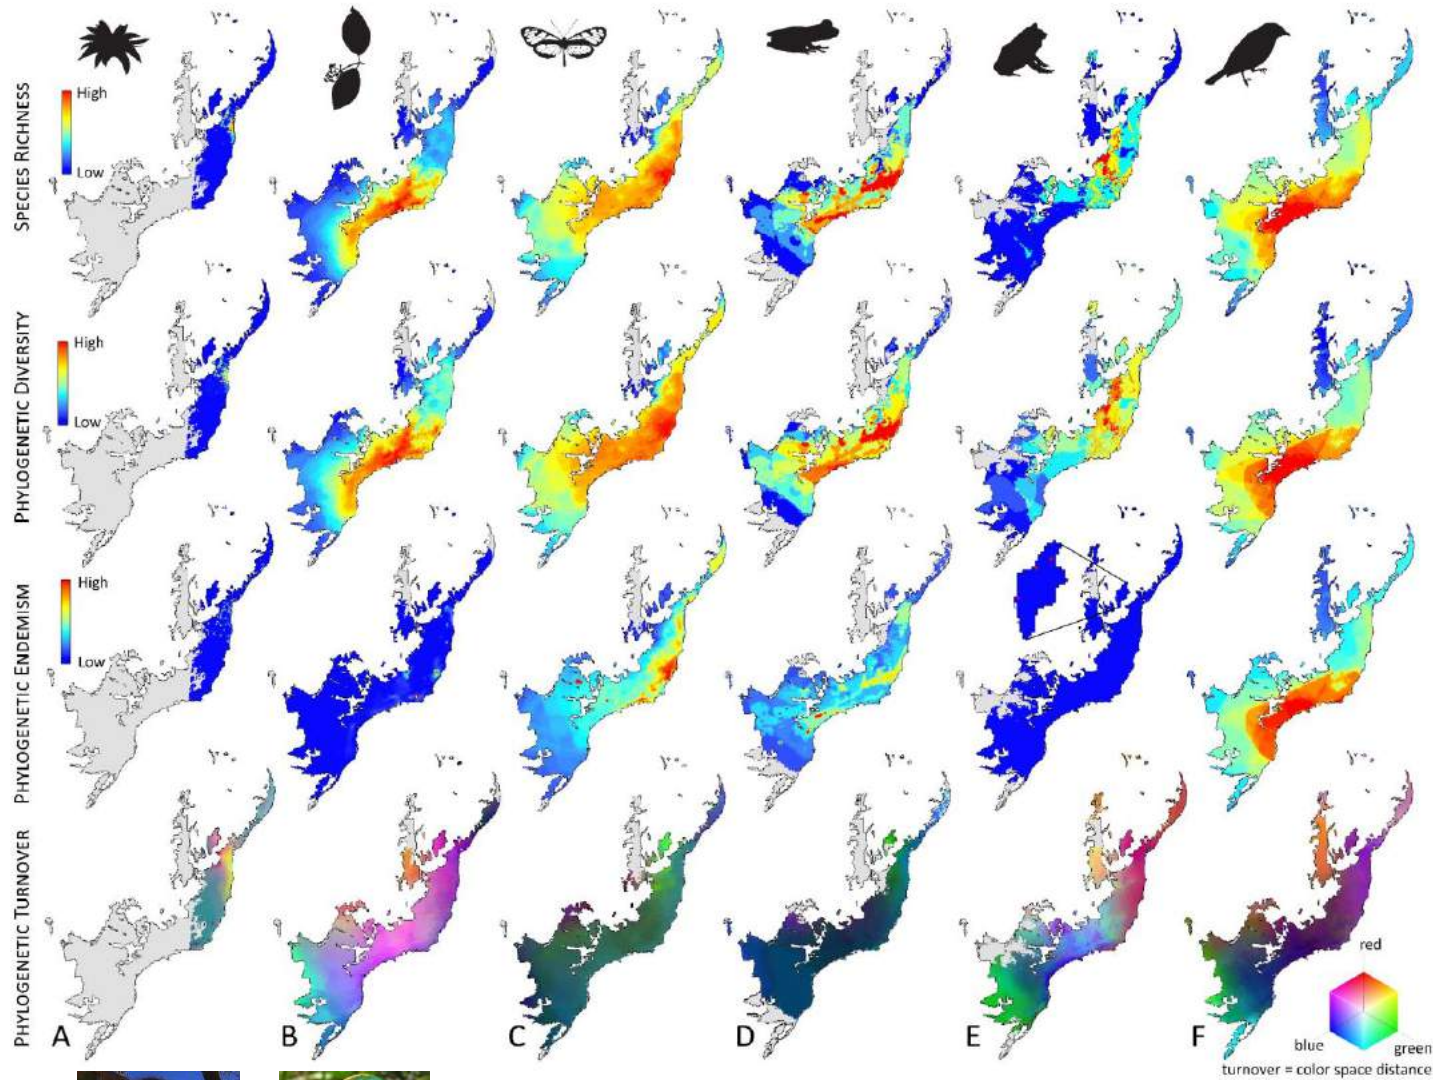 SPECIES RICHNESS
High
Low
PHYLOGENETIC DIVERSITY
High
Low
PHYLOGENETIC ENDEMISM
High
Low
PHYLOGENETIC TURNOVER
A
B
C
D
E
F
red
blue
green
turnover = color space distance